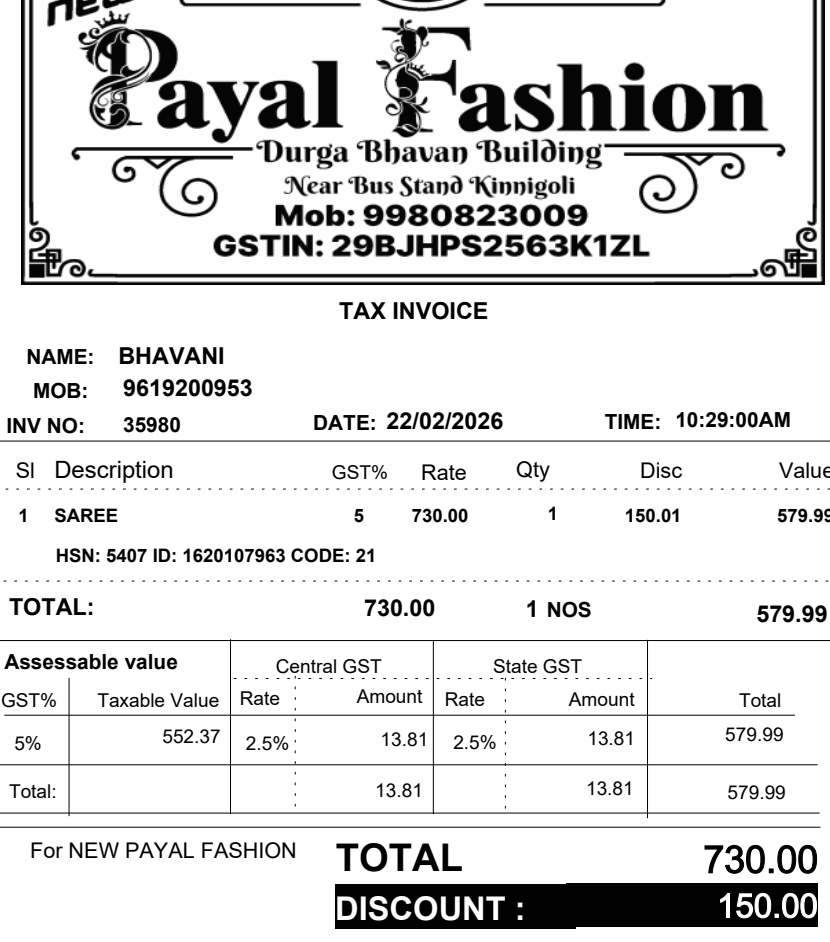 new
Payal Fashion
Durga Bhavan Building
Near Bus Stand Kinnigoli
Mob: 9980823009
GSTIN: 29BJHPS2563K1ZL
TAX INVOICE
NAME: BHAVANI
MOB: 9619200953
INV NO: 35980 DATE: 22/02/2026 TIME: 10:29:00AM
Sl Description GST% Rate Qty Disc Value
1 SAREE 5 730.00 1 150.01 579.99
HSN: 5407 ID: 1620107963 CODE: 21
TOTAL: 730.00 1 NOS 579.99
Assessable value Central GST State GST
GST% Taxable Value Rate Amount Rate Amount Total
5% 552.37 2.5% 13.81 2.5% 13.81 579.99
Total: 13.81 13.81 579.99
For NEW PAYAL FASHION TOTAL 730.00
DISCOUNT : 150.00